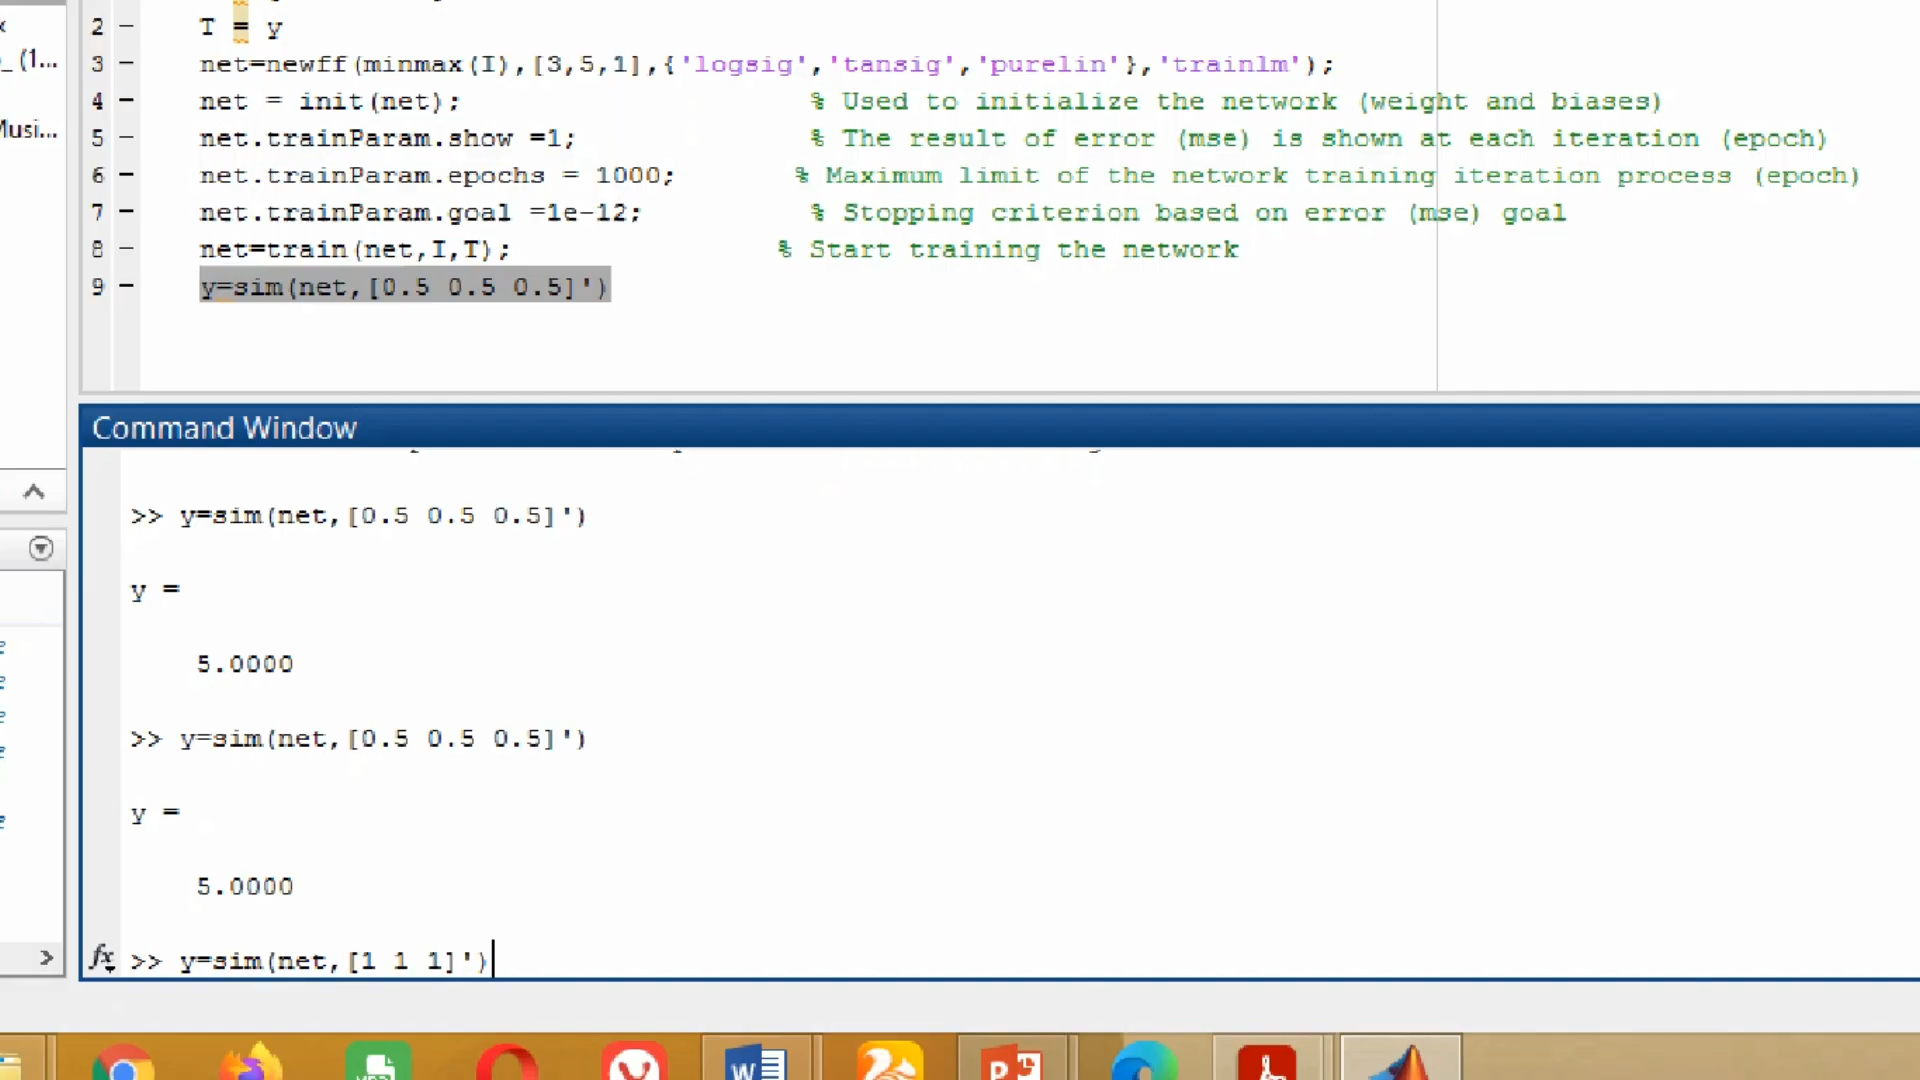 2 - T = y
_(1...
3 - net=newff(minmax(I),[3,5,1],{'logsig','tansig','purelin'},'trainlm');
4 - net = init(net); % Used to initialize the network (weight and biases)
Musi...
5 - net.trainParam.show =1; % The result of error (mse) is shown at each iteration (epoch)
6 - net.trainParam.epochs = 1000; % Maximum limit of the network training iteration process (epoch)
7 - net.trainParam.goal =1e-12; % Stopping criterion based on error (mse) goal
8 - net=train(net,I,T); % Start training the network
9 - y=sim(net,[0.5 0.5 0.5]')
Command Window
>> y=sim(net,[0.5 0.5 0.5]')
y =
5.0000
>> y=sim(net,[0.5 0.5 0.5]')
y =
5.0000
fx >> y=sim(net,[1 1 1]')